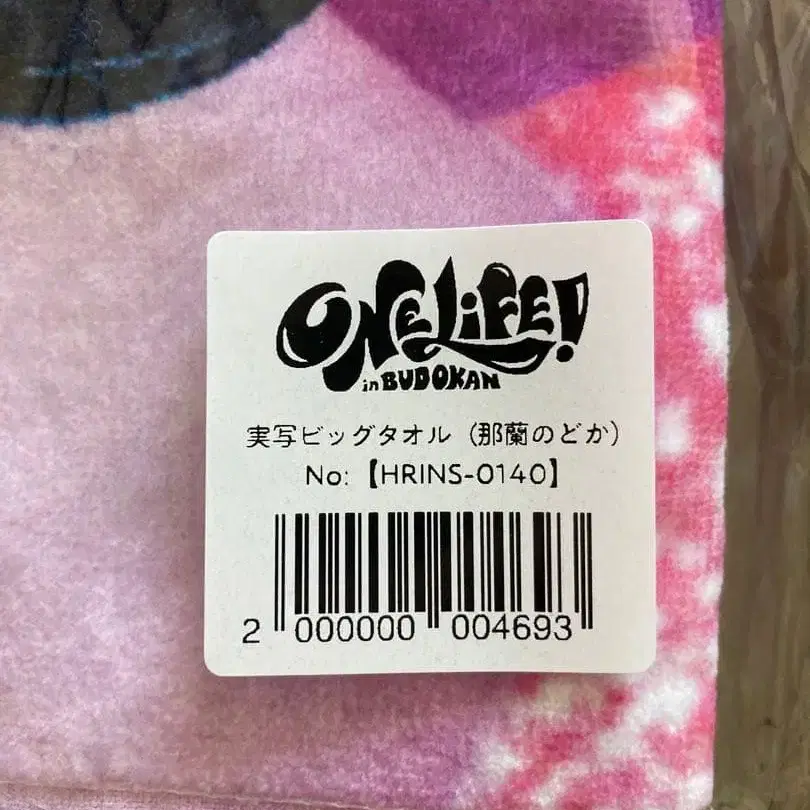 ONE LiFE!
in BUDOKAN
実写ビッグタオル（那蘭のどか）
No:【HRINS-0140】
2 000000 004693